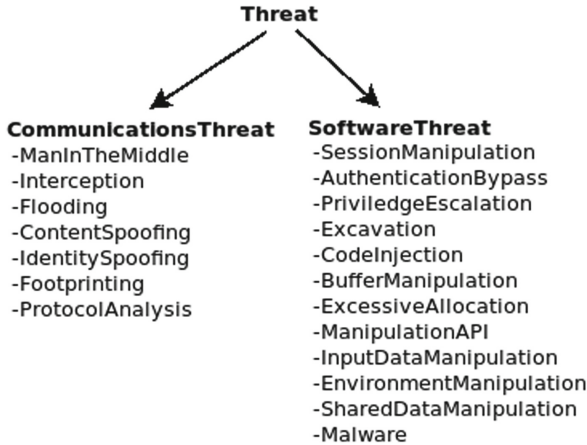 Threat
CommunicationsThreat
-ManInTheMiddle
-Interception
-Flooding
-ContentSpoofing
-IdentitySpoofing
-Footprinting
-ProtocolAnalysis
SoftwareThreat
-SessionManipulation
-AuthenticationBypass
-PriviledgeEscalation
-Excavation
-CodeInjection
-BufferManipulation
-ExcessiveAllocation
-ManipulationAPI
-InputDataManipulation
-EnvironmentManipulation
-SharedDataManipulation
-Malware